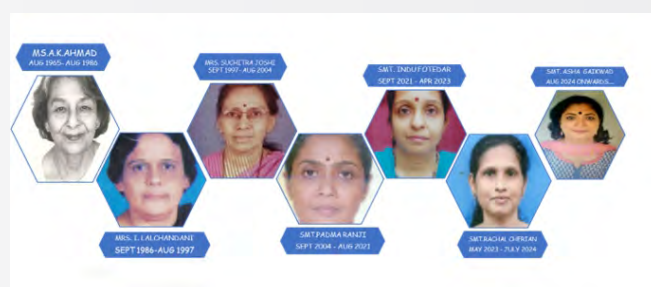 M.S.A.K.AHMAD
AUG 1965-AUG 1986
MRS. I. LALCHANDANI
SEPT 1986-AUG 1997
MRS. SUCHITRA JOSHI
SEPT 1997-AUG 2004
SMT.PADMA RANJI
SEPT 2004 - AUG 2021
SMT. INDU FOTEDAR
SEPT 2021 - APR 2023
SMT.RACHAL CHERIAN
MAY 2023 - JULY 2024
SMT. ASHA GAIKWAD
AUG 2024 ONWARDS....